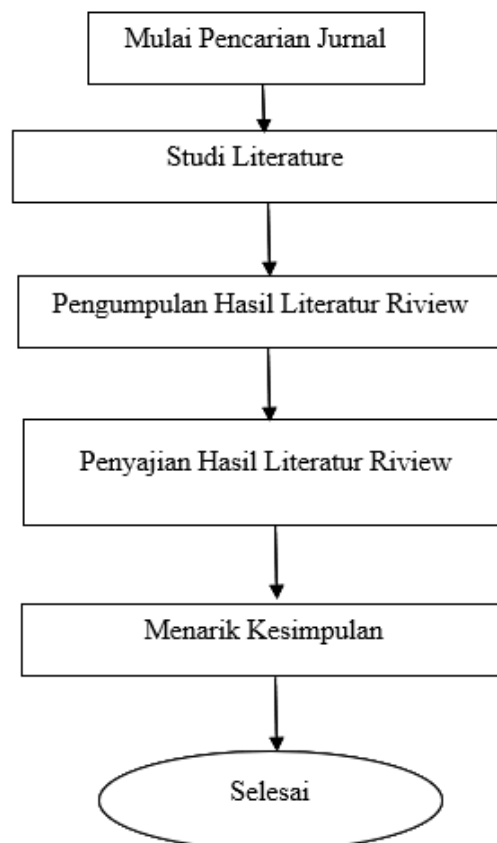 Mulai Pencarian Jurnal
Studi Literature
Pengumpulan Hasil Literatur Riview
Penyajian Hasil Literatur Riview
Menarik Kesimpulan
Selesai